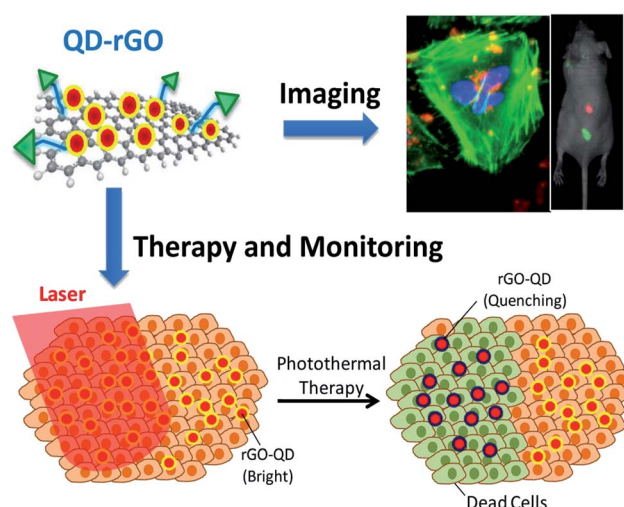 QD-rGO
Imaging
Therapy and Monitoring
Laser
rGO-QD
(Bright)
Photothermal
Therapy
rGO-QD
(Quenching)
Dead Cells